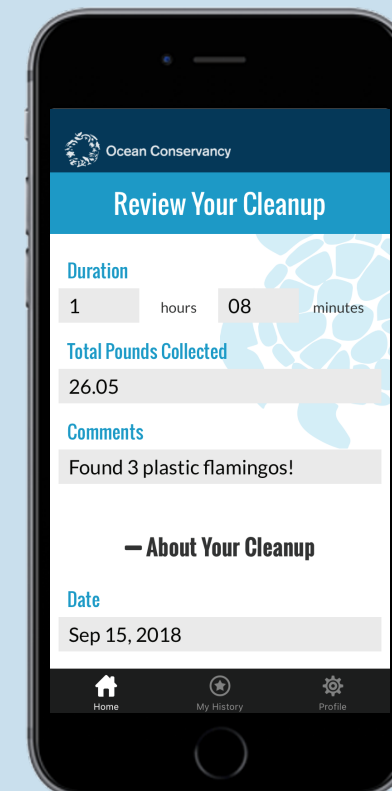 Ocean Conservancy
Review Your Cleanup
Duration
1 hours 08 minutes
Total Pounds Collected
26.05
Comments
Found 3 plastic flamingos!
About Your Cleanup
Date
Sep 15, 2018
Home My History Profile